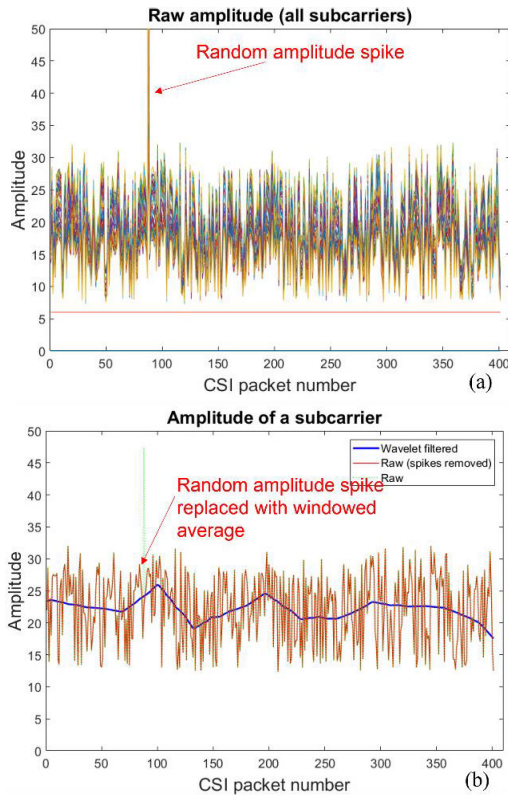 Raw amplitude (all subcarriers)
50
45
40
35
30
25
20
15
10
5
0
Amplitude
Random amplitude spike
0 50 100 150 200 250 300 350 400
CSI packet number
(a)
Amplitude of a subcarrier
50
45
40
35
30
25
20
15
10
5
0
Amplitude
Wavelet filtered
Raw (spikes removed)
Raw
Random amplitude spike
replaced with windowed
average
0 50 100 150 200 250 300 350 400
CSI packet number
(b)